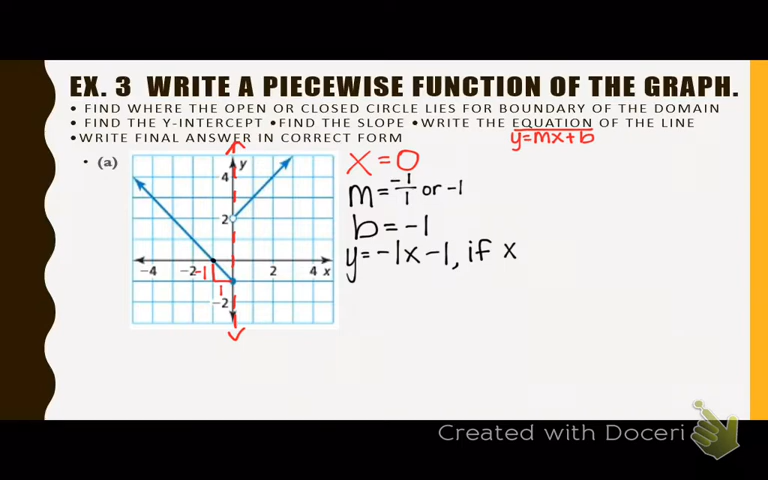 EX. 3 WRITE A PIECEWISE FUNCTION OF THE GRAPH.
• FIND WHERE THE OPEN OR CLOSED CIRCLE LIES FOR BOUNDARY OF THE DOMAIN
• FIND THE Y-INTERCEPT •FIND THE SLOPE •WRITE THE EQUATION OF THE LINE
•WRITE FINAL ANSWER IN CORRECT FORM
y=mx+b
• (a)
y
4
2
-4 -2 2 4 x
-2
-1
1
x=0
m=-1/1 or -1
b=-1
y=-1x-1, if x
Created with Doceri